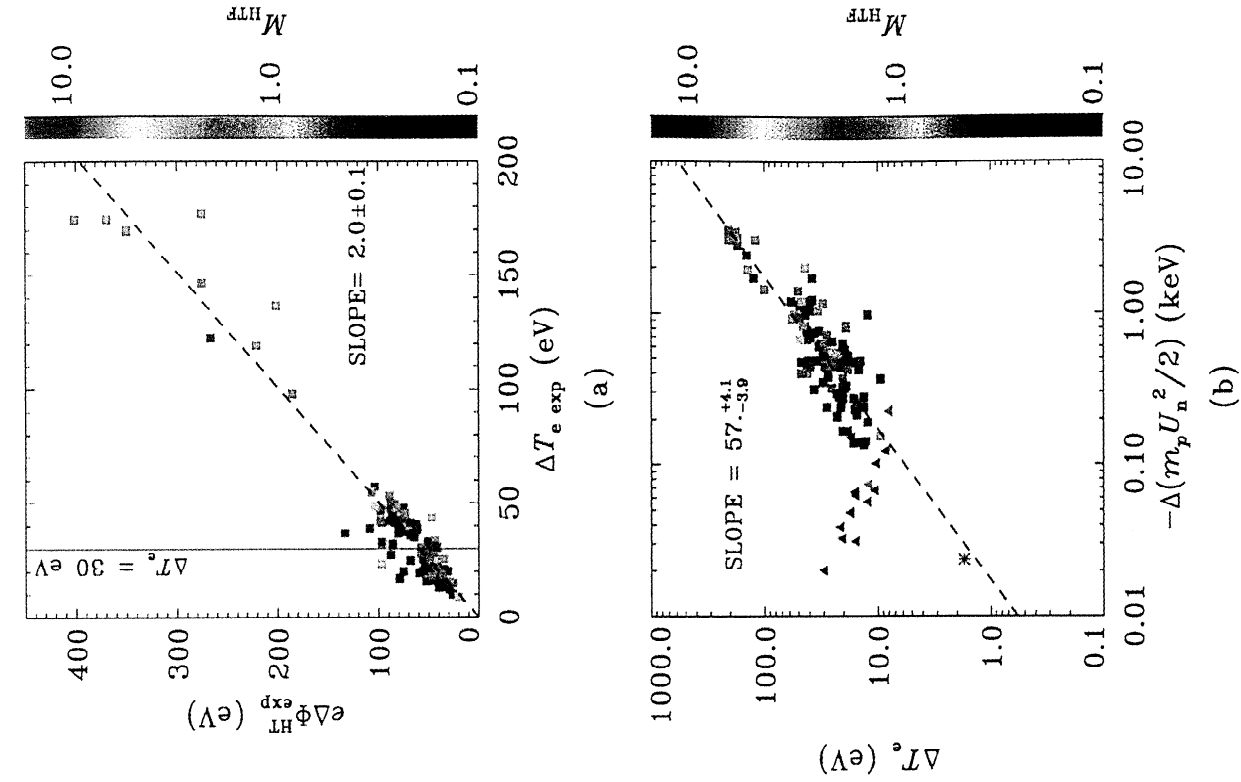 eΔΦ^HT_exp (eV)
400
300
200
100
0
ΔT_e = 30 eV
SLOPE= 2.0±0.1
0
50
100
150
200
ΔT_e exp (eV)
(a)
10.0
1.0
0.1
M_HTF
ΔT_e (eV)
1000.0
100.0
10.0
1.0
0.1
SLOPE = 57.^+4.1_-3.9
0.01
0.10
1.00
10.00
−Δ(m_p U_n^2/2) (keV)
(b)
10.0
1.0
0.1
M_HTF